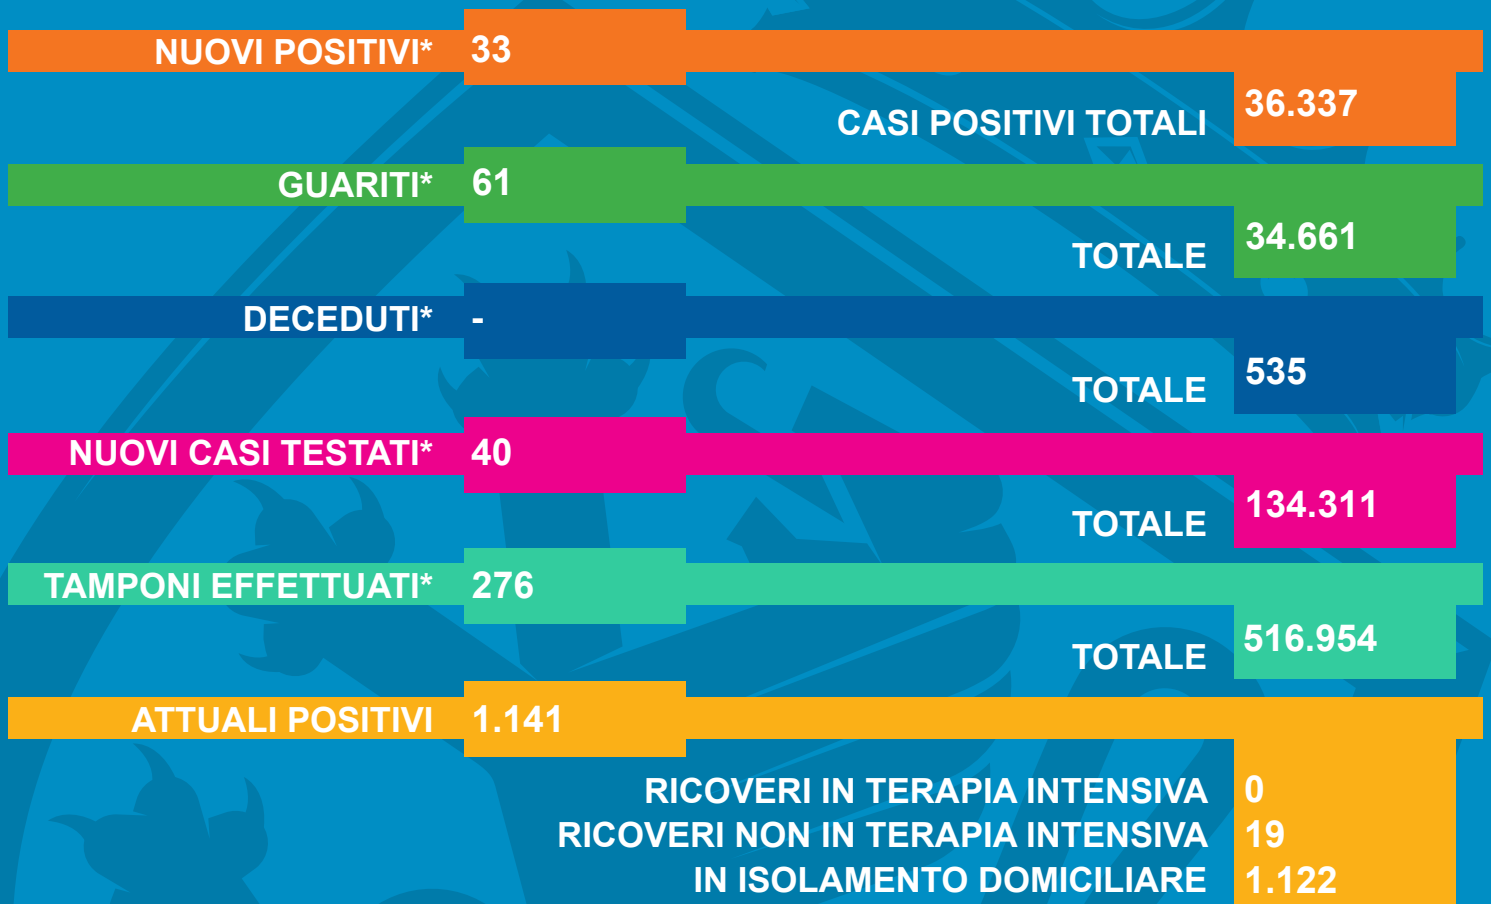 NUOVI POSITIVI* 33
CASI POSITIVI TOTALI 36.337
GUARITI* 61
TOTALE 34.661
DECEDUTI* -
TOTALE 535
NUOVI CASI TESTATI* 40
TOTALE 134.311
TAMPONI EFFETTUATI* 276
TOTALE 516.954
ATTUALI POSITIVI 1.141
RICOVERI IN TERAPIA INTENSIVA 0
RICOVERI NON IN TERAPIA INTENSIVA 19
IN ISOLAMENTO DOMICILIARE 1.122